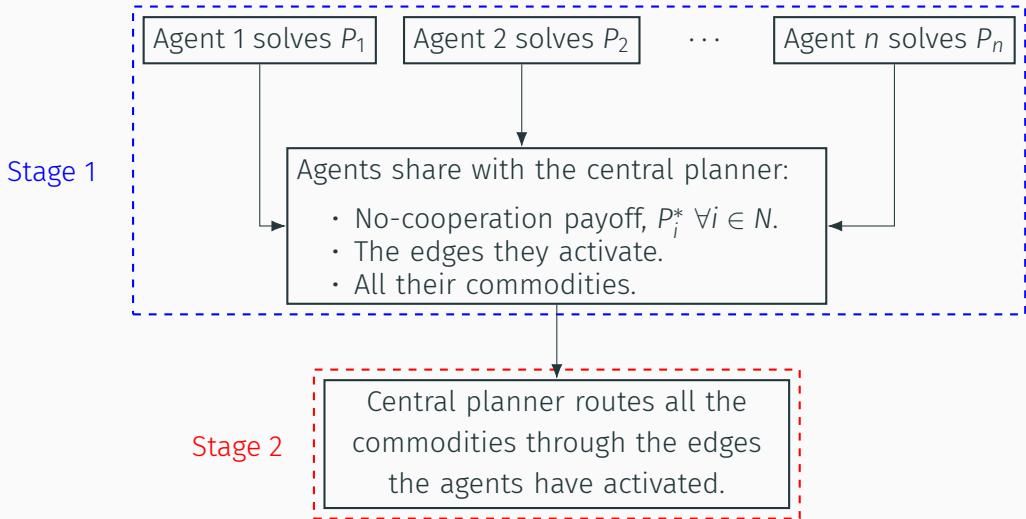 Agent 1 solves P₁
Agent 2 solves P₂
⋯
Agent n solves Pₙ
Stage 1
Agents share with the central planner:
· No-cooperation payoff, P*ᵢ ∀i ∈ N.
· The edges they activate.
· All their commodities.
Stage 2
Central planner routes all the
commodities through the edges
the agents have activated.